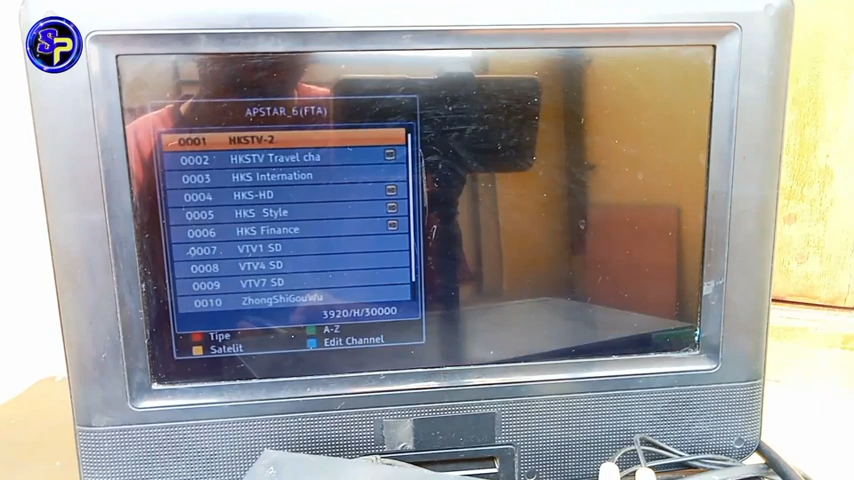 SP
APSTAR_6(FTA)
0001 HKSTV-2
0002 HKSTV Travel cha
0003 HKS Internation
0004 HKS-HD
0005 HKS Style
0006 HKS Finance
0007 VTV1 SD
0008 VTV4 SD
0009 VTV7 SD
0010 ZhongShiGouWu
3920/H/30000
Tipe A-Z
Satelit Edit Channel